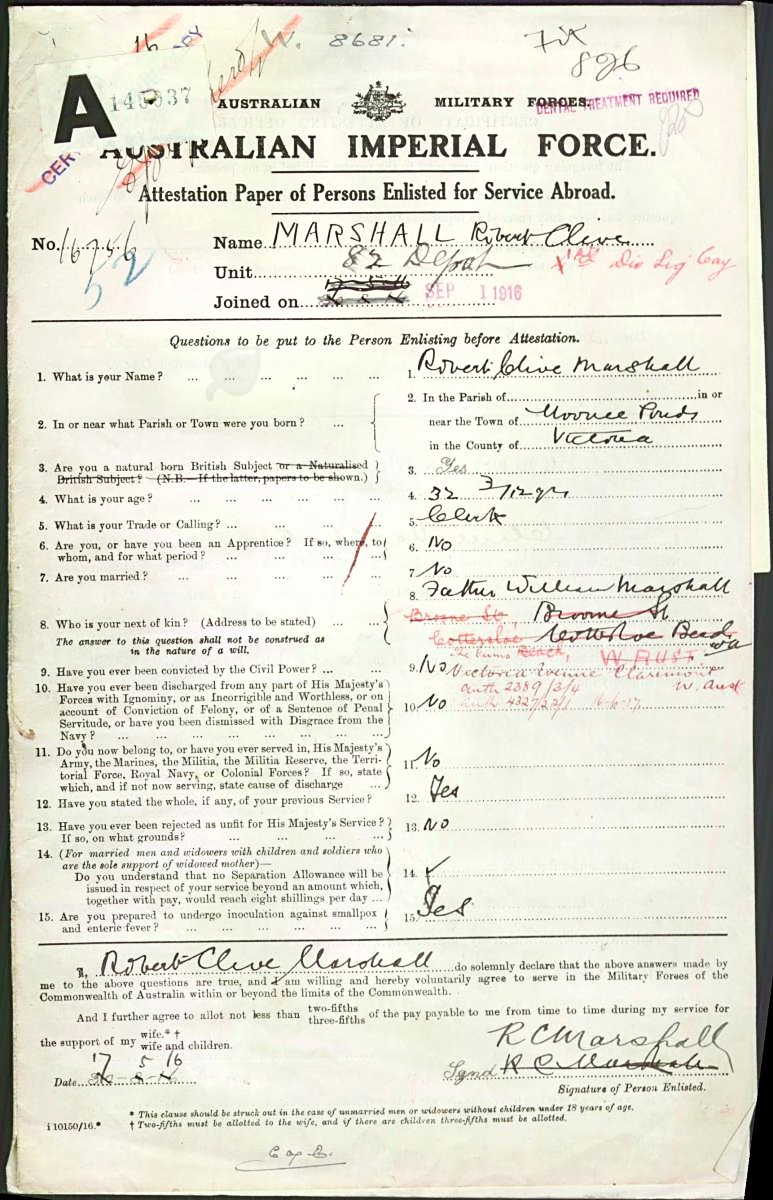 16
8681.
Fit
826
A
140937
AUSTRALIAN MILITARY FORCES.
DENTAL TREATMENT REQUIRED
AUSTRALIAN IMPERIAL FORCE.
Attestation Paper of Persons Enlisted for Service Abroad.
No. 16756
Name MARSHALL Robert Clive
52
Unit 82 Depot
Joined on SEP 1 1916
Questions to be put to the Person Enlisting before Attestation.
1. What is your Name? ... 1. Robert Clive Marshall
2. In or near what Parish or Town were you born? ... 2. In the Parish of in or
near the Town of Moonee Ponds
in the County of Victoria
3. Are you a natural born British Subject or a Naturalised
British Subject? (N.B.—If the latter, papers to be shown.) 3. Yes
4. What is your age? ... 4. 32 3/12 yrs
5. What is your Trade or Calling? ... 5. Clerk
6. Are you, or have you been an Apprentice? If so, where, to
whom, and for what period? ... 6. No
7. Are you married? ... 7. No
8. Who is your next of kin? (Address to be stated) ... 8. Father William Marshall
Broome St, Broome St
Cottesloe Cottesloe Beach
The answer to this question shall not be construed as
in the nature of a will.
Beach, W. AUST. WA
9. Have you ever been convicted by the Civil Power? ... 9. No
Victoria Avenue Claremont
W. Aust
10. Have you ever been discharged from any part of His Majesty's
Forces with Ignominy, or as Incorrigible and Worthless, or on
account of Conviction of Felony, or of a Sentence of Penal
Servitude, or have you been dismissed with Disgrace from the
Navy? ... 10. No
11. Do you now belong to, or have you ever served in, His Majesty's
Army, the Marines, the Militia, the Militia Reserve, the Terri-
torial Force, Royal Navy, or Colonial Forces? If so, state
which, and if not now serving, state cause of discharge ... 11. No
12. Have you stated the whole, if any, of your previous Service? 12. Yes
13. Have you ever been rejected as unfit for His Majesty's Service?
If so, on what grounds? ... 13. No
14. (For married men and widowers with children and soldiers who
are the sole support of widowed mother)—
Do you understand that no Separation Allowance will be
issued in respect of your service beyond an amount which,
together with pay, would reach eight shillings per day ... 14.
15. Are you prepared to undergo inoculation against smallpox
and enteric fever? ... 15. Yes
I, Robert Clive Marshall do solemnly declare that the above answers made by
me to the above questions are true, and I am willing and hereby voluntarily agree to serve in the Military Forces of the
Commonwealth of Australia within or beyond the limits of the Commonwealth.
And I further agree to allot not less than two-fifths three-fifths of the pay payable to me from time to time during my service for
the support of my wife.* † wife and children.
R C Marshall
17 5 16
Date
Sgnd R C Marshall
Signature of Person Enlisted.
* This clause should be struck out in the case of unmarried men or widowers without children under 18 years of age.
† Two-fifths must be allotted to the wife, and if there are children three-fifths must be allotted.
i 10150/16.*